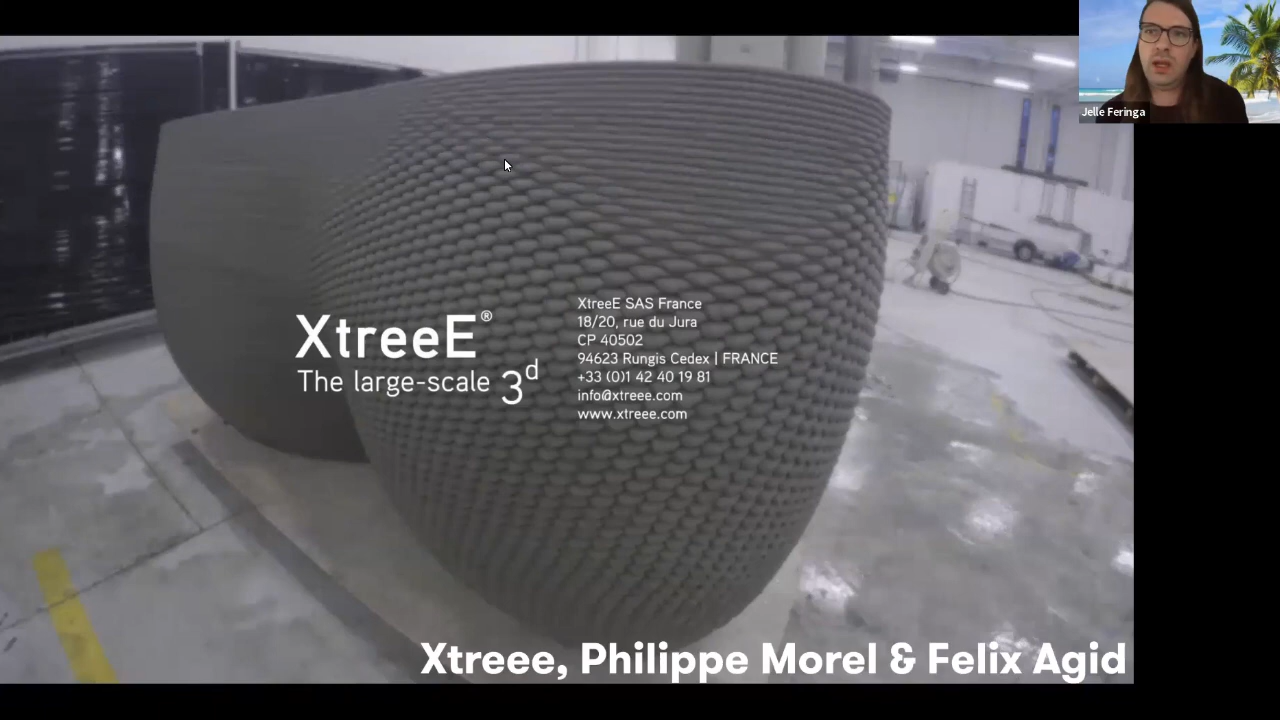 Jelle Feringa
XtreeE®
The large-scale 3d
XtreeE SAS France
18/20, rue du Jura
CP 40502
94623 Rungis Cedex | FRANCE
+33 (0)1 42 40 19 81
info@xtreee.com
www.xtreee.com
Xtreee, Philippe Morel & Felix Agid